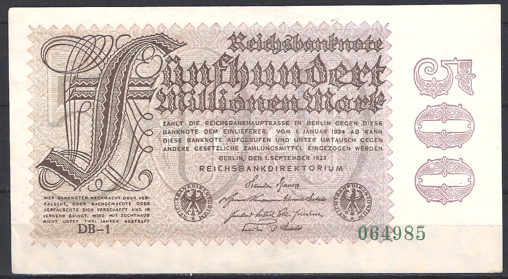 Reichsbanknote
Fünfhundert
Millionen Mark
ZAHLT DIE REICHSBANKHAUPTKASSE IN BERLIN GEGEN DIESE
BANKNOTE DEM EINLIEFERER. VOM 1. JANUAR 1924 AB KANN
DIESE BANKNOTE AUFGERUFEN UND UNTER UMTAUSCH GEGEN
ANDERE GESETZLICHE ZAHLUNGSMITTEL EINGEZOGEN WERDEN
BERLIN, DEN 1. SEPTEMBER 1923
REICHSBANKDIREKTORIUM
WER BANKNOTEN NACHMACHT ODER VER-
FÄLSCHT, ODER NACHGEMACHTE ODER
VERFÄLSCHTE SICH VERSCHAFFT UND IN
VERKEHR BRINGT, WIRD MIT ZUCHTHAUS
NICHT UNTER ZWEI JAHREN BESTRAFT
DB-1
064985
500